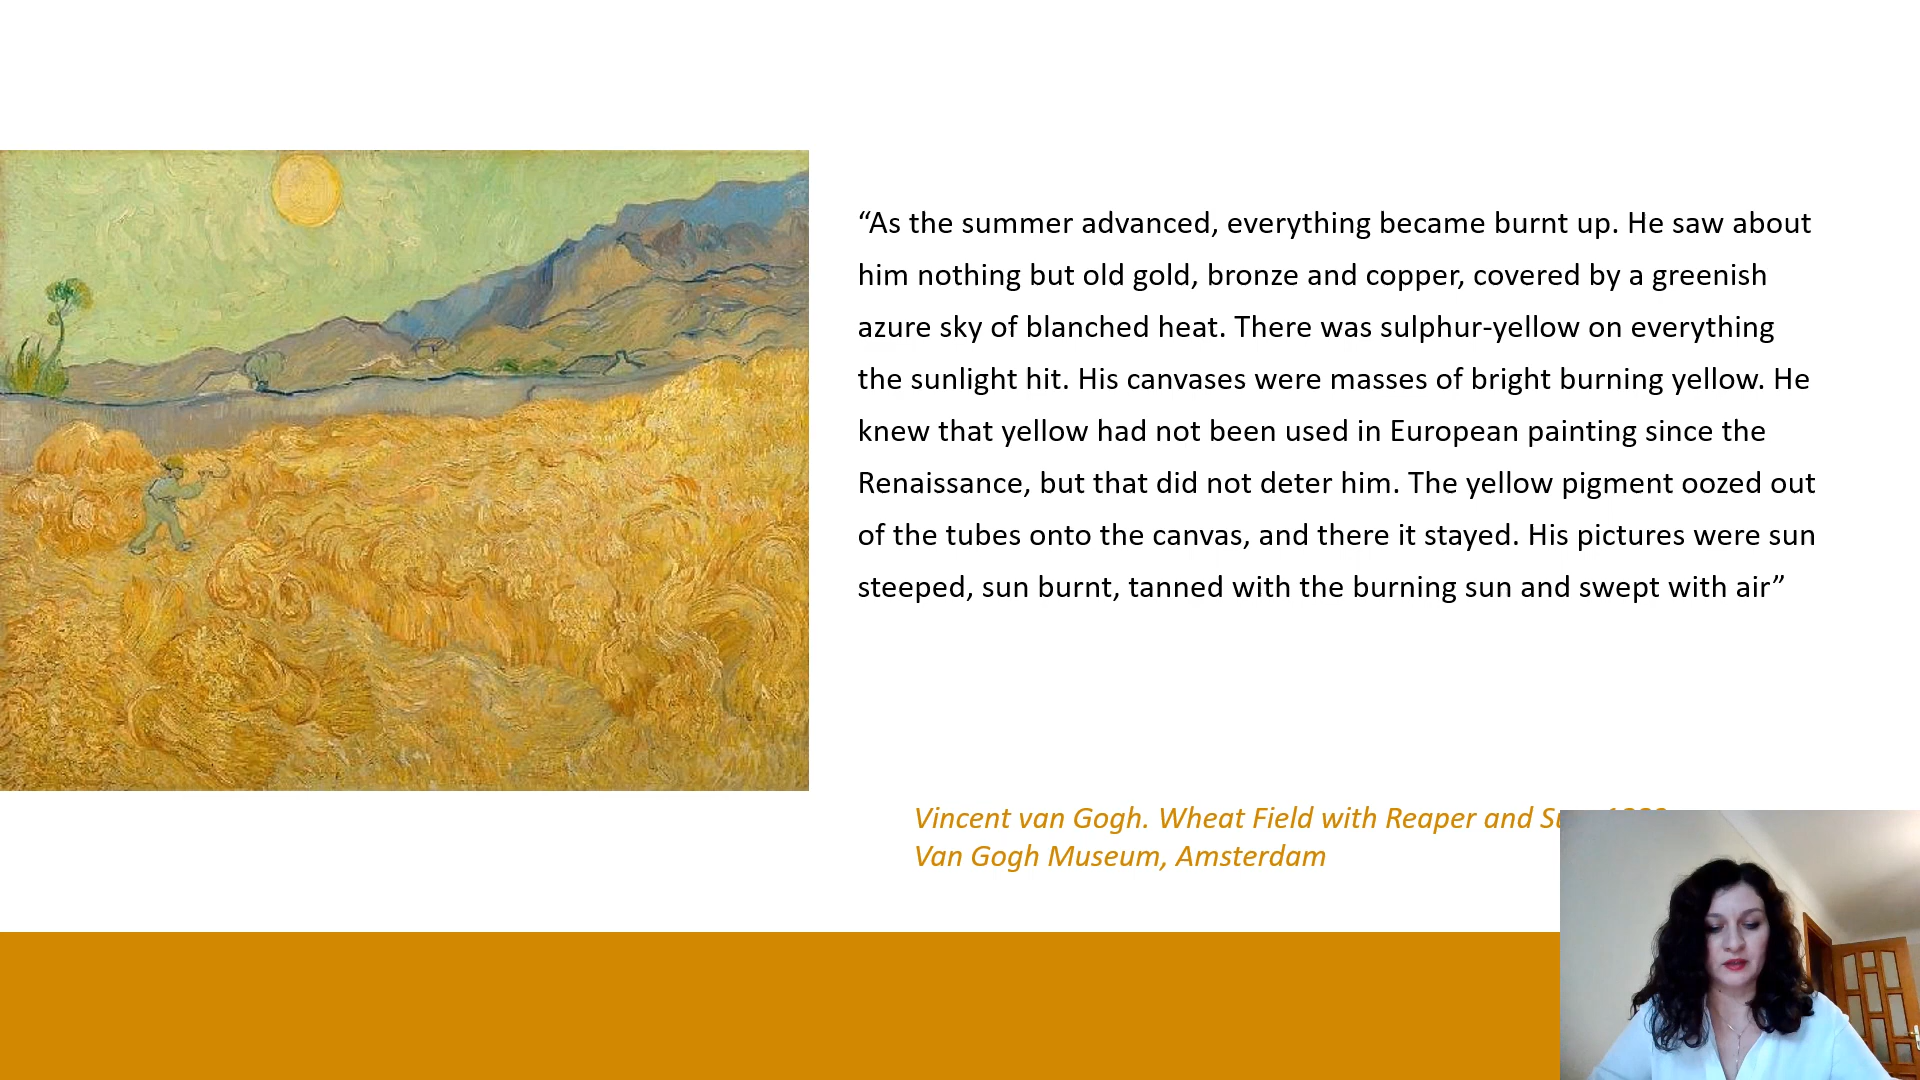 “As the summer advanced, everything became burnt up. He saw about
him nothing but old gold, bronze and copper, covered by a greenish
azure sky of blanched heat. There was sulphur-yellow on everything
the sunlight hit. His canvases were masses of bright burning yellow. He
knew that yellow had not been used in European painting since the
Renaissance, but that did not deter him. The yellow pigment oozed out
of the tubes onto the canvas, and there it stayed. His pictures were sun
steeped, sun burnt, tanned with the burning sun and swept with air”
Vincent van Gogh. Wheat Field with Reaper and
Van Gogh Museum, Amsterdam